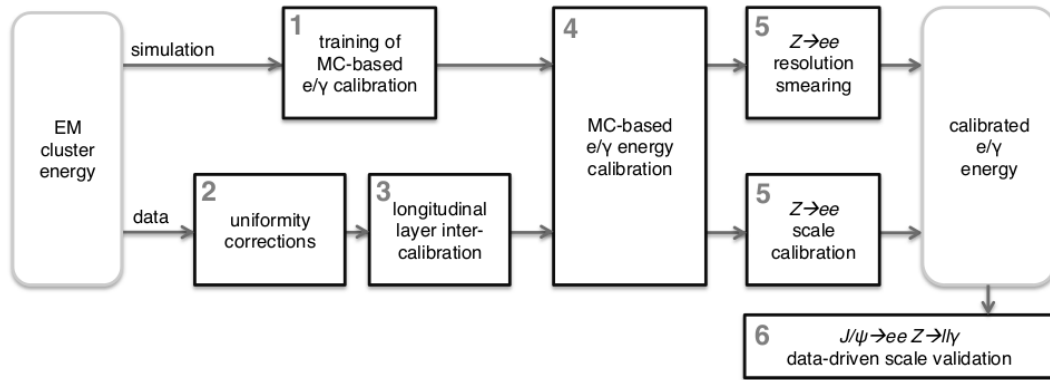 EM
cluster
energy
simulation
data
1
training of
MC-based
e/γ calibration
2
uniformity
corrections
3
longitudinal
layer inter-
calibration
4
MC-based
e/γ energy
calibration
5
Z→ee
resolution
smearing
5
Z→ee
scale
calibration
calibrated
e/γ
energy
6
J/ψ→ee Z→llγ
data-driven scale validation